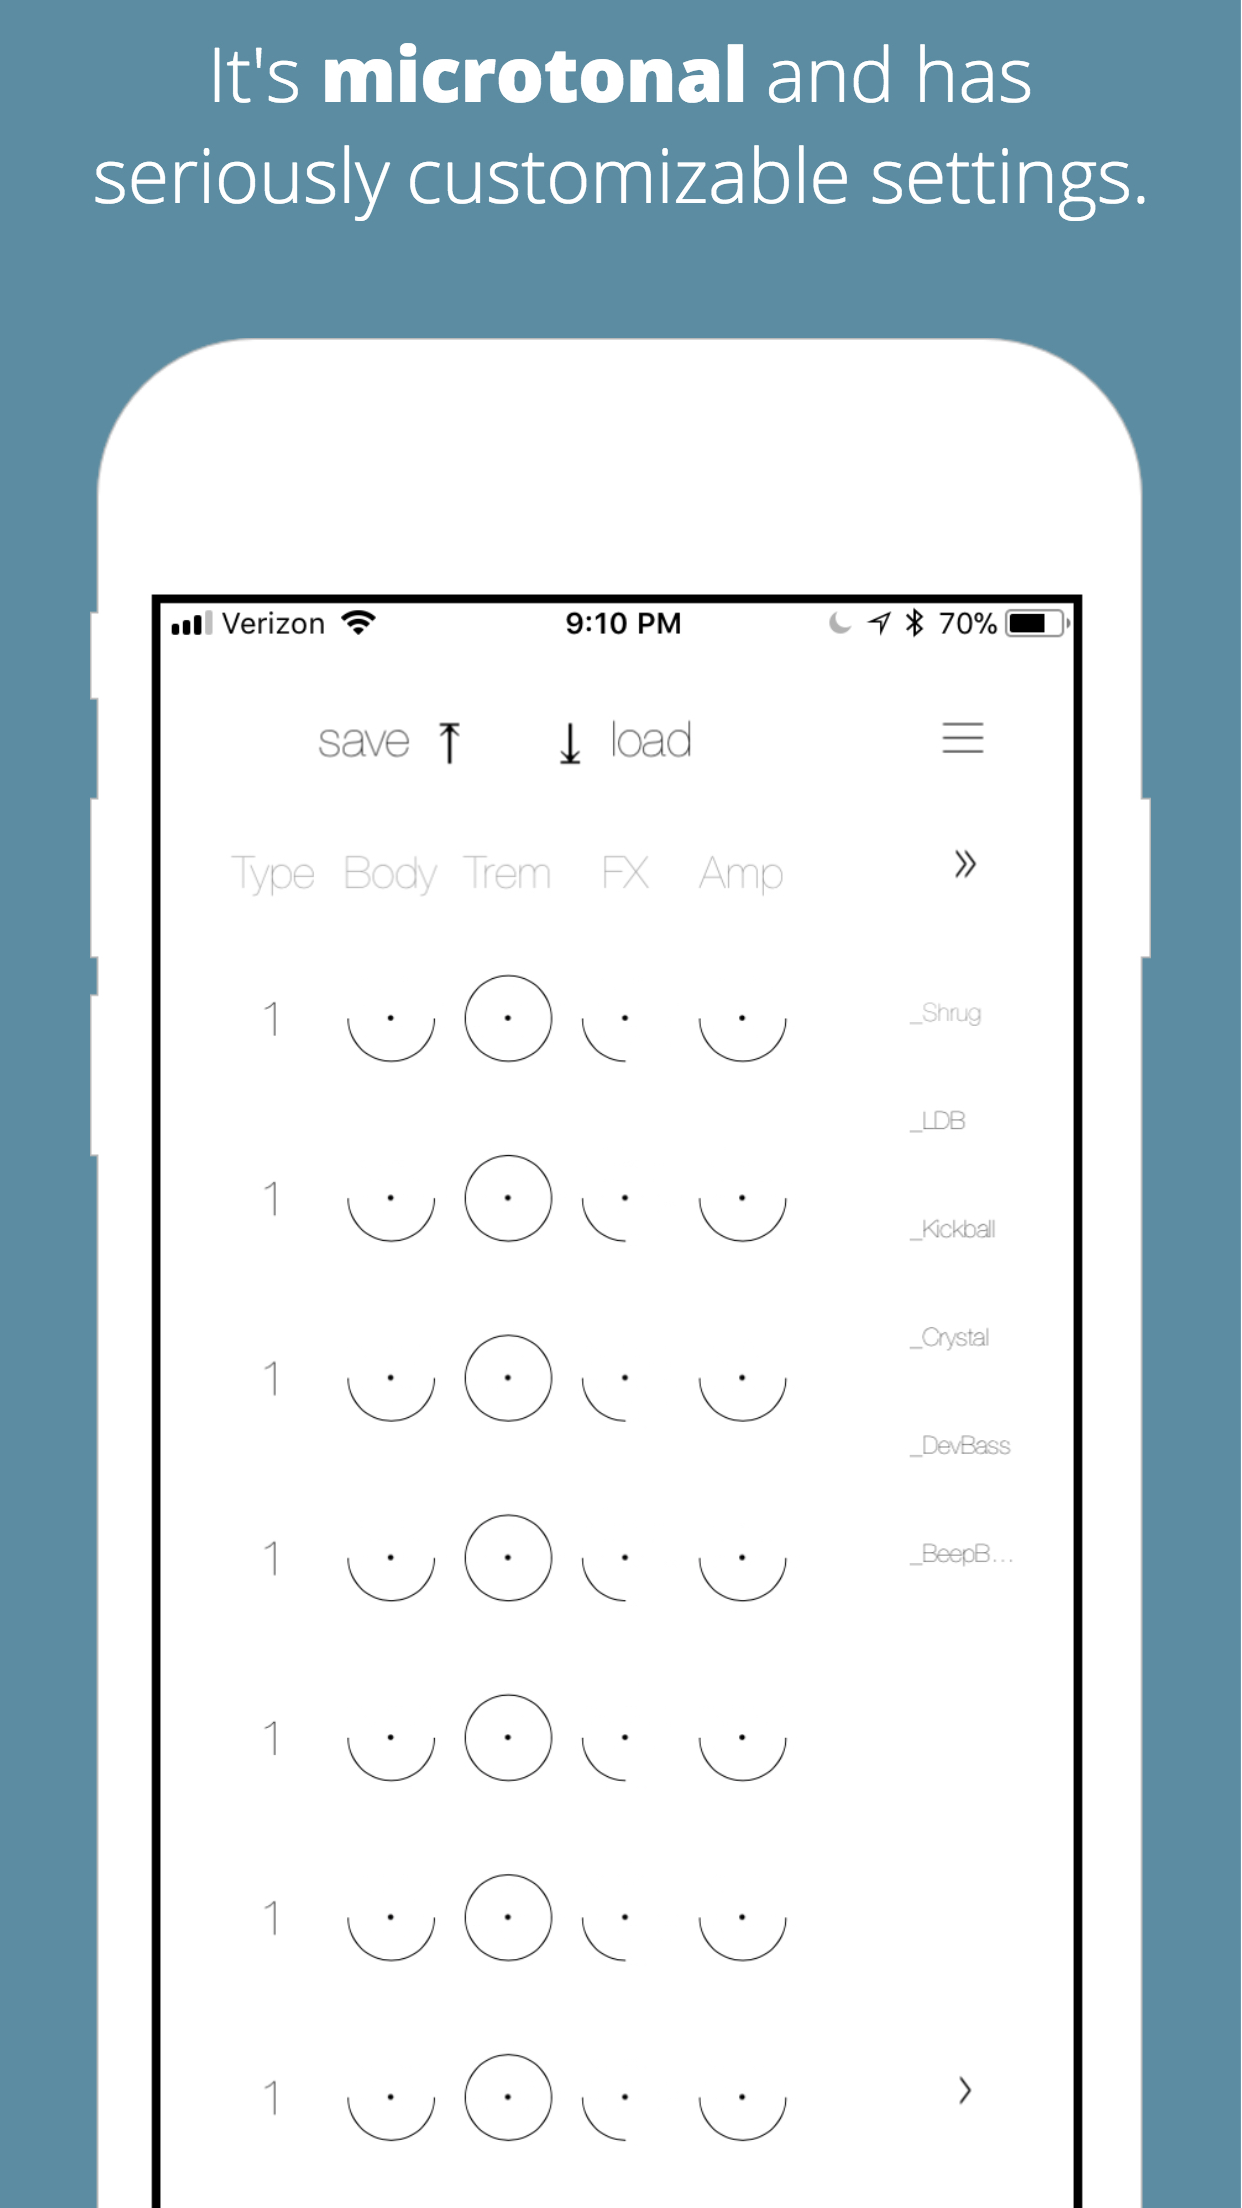 It's microtonal and has
seriously customizable settings.
Verizon 9:10 PM 70%
save load
Type Body Trem FX Amp
1
_Shrug
_LDB
1
_Kickball
_Crystal
1
_DevBass
1
_BeepB...
1
1
1